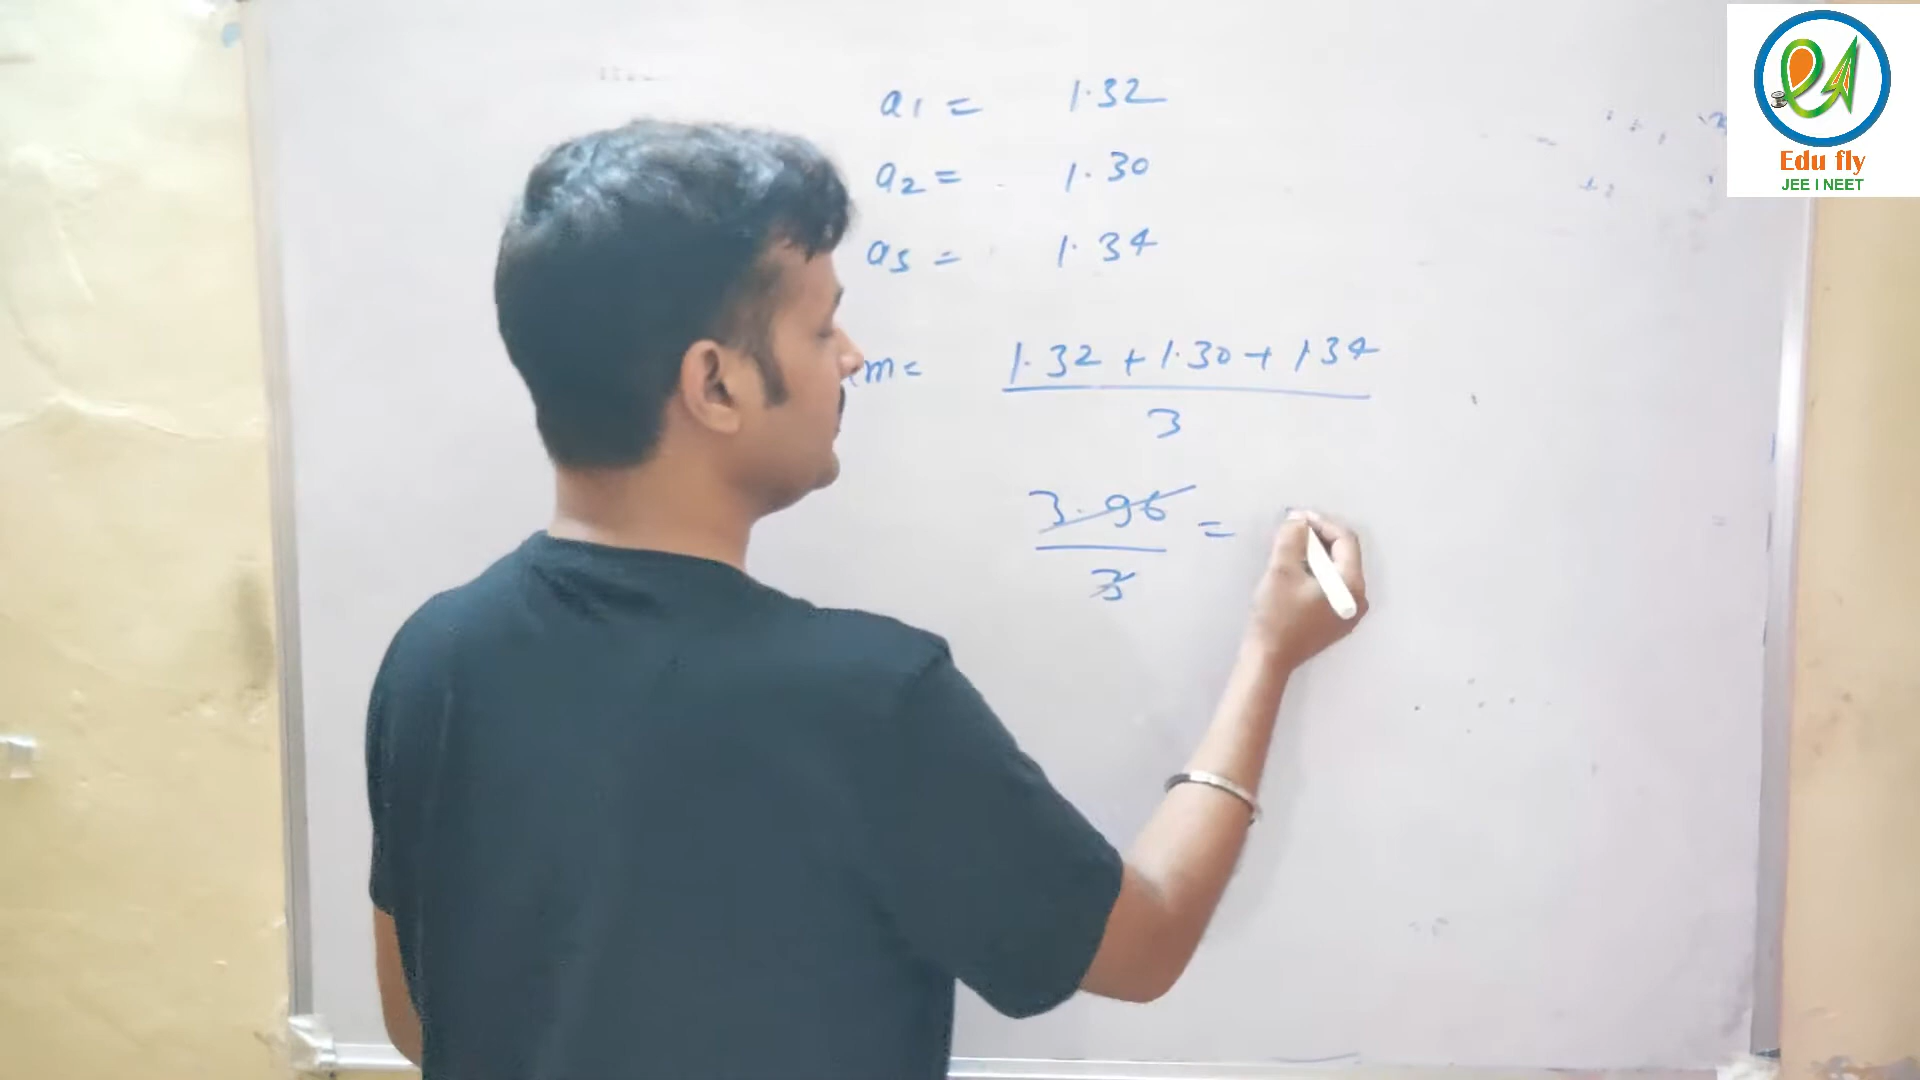 a1 = 1.32
a2 = 1.30
a3 = 1.34
m = 1.32 + 1.30 + 1.34
3
3.96 =
3
Edu fly
JEE I NEET